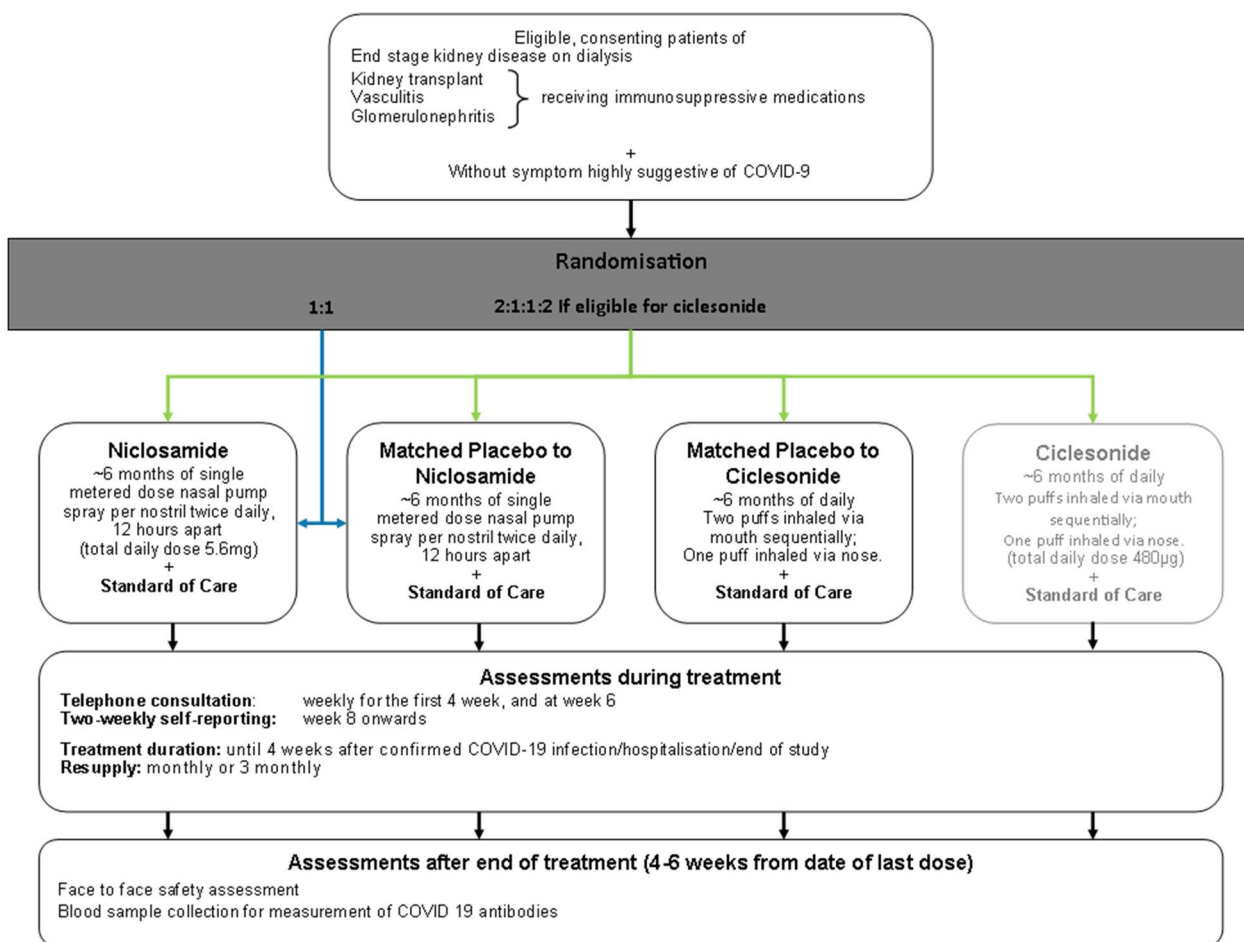 Eligible, consenting patients of
End stage kidney disease on dialysis
Kidney transplant
Vasculitis
Glomerulonephritis
receiving immunosuppressive medications
+
Without symptom highly suggestive of COVID-9
Randomisation
1:1
2:1:1:2 If eligible for ciclesonide
Niclosamide
~6 months of single
metered dose nasal pump
spray per nostril twice daily,
12 hours apart
(total daily dose 5.6mg)
+
Standard of Care
Matched Placebo to
Niclosamide
~6 months of single
metered dose nasal pump
spray per nostril twice daily,
12 hours apart
+
Standard of Care
Matched Placebo to
Ciclesonide
~6 months of daily
Two puffs inhaled via
mouth sequentially;
One puff inhaled via nose.
+
Standard of Care
Ciclesonide
~6 months of daily
Two puffs inhaled via mouth
sequentially;
One puff inhaled via nose.
(total daily dose 480µg)
+
Standard of Care
Assessments during treatment
Telephone consultation: weekly for the first 4 week, and at week 6
Two-weekly self-reporting: week 8 onwards
Treatment duration: until 4 weeks after confirmed COVID-19 infection/hospitalisation/end of study
Resupply: monthly or 3 monthly
Assessments after end of treatment (4-6 weeks from date of last dose)
Face to face safety assessment
Blood sample collection for measurement of COVID 19 antibodies